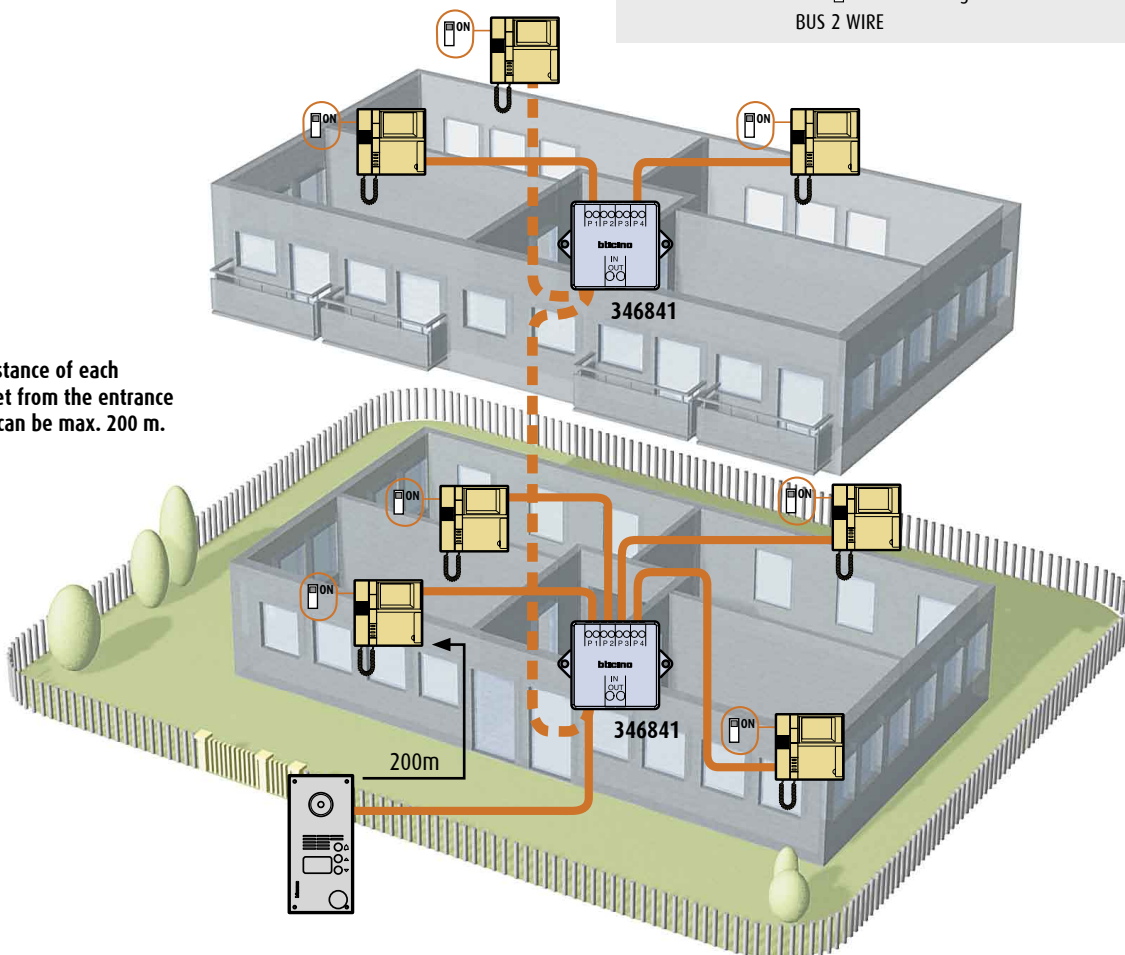 BUS 2 WIRE
ON
ON
ON
P1 P2 P3 P4
bticino
IN
OUT
346841
stance of each
et from the entrance
can be max. 200 m.
ON
ON
ON
P1 P2 P3 P4
bticino
IN
OUT
346841
ON
200m
bticino